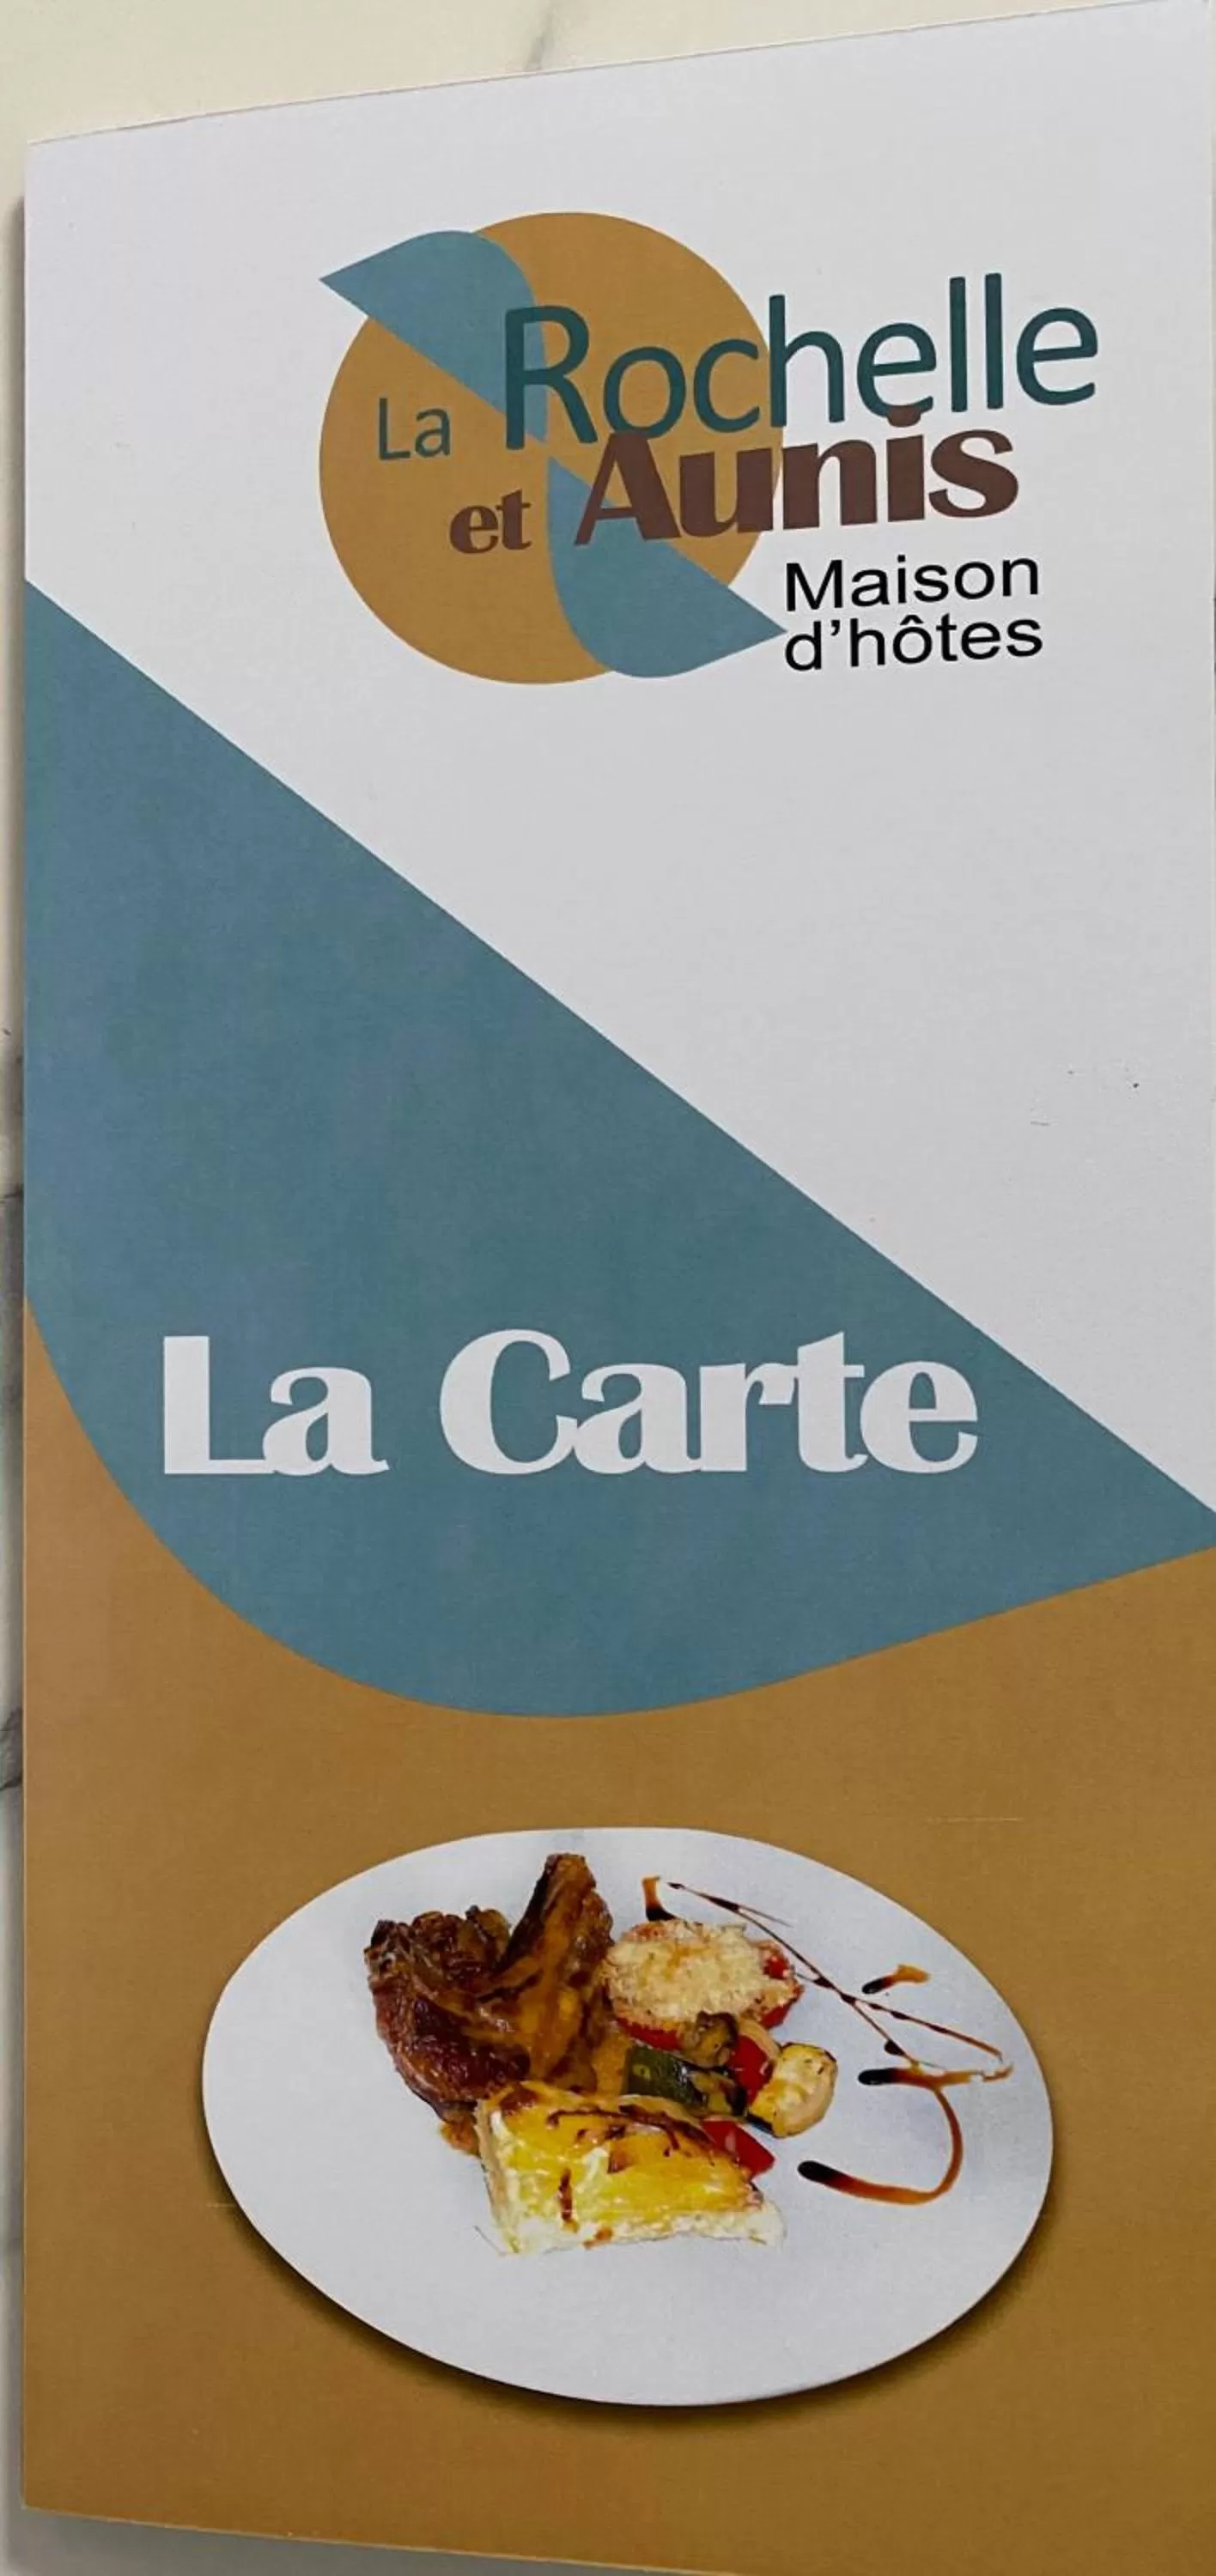 La Rochelle
et Aunis
Maison
d'hôtes
La Carte